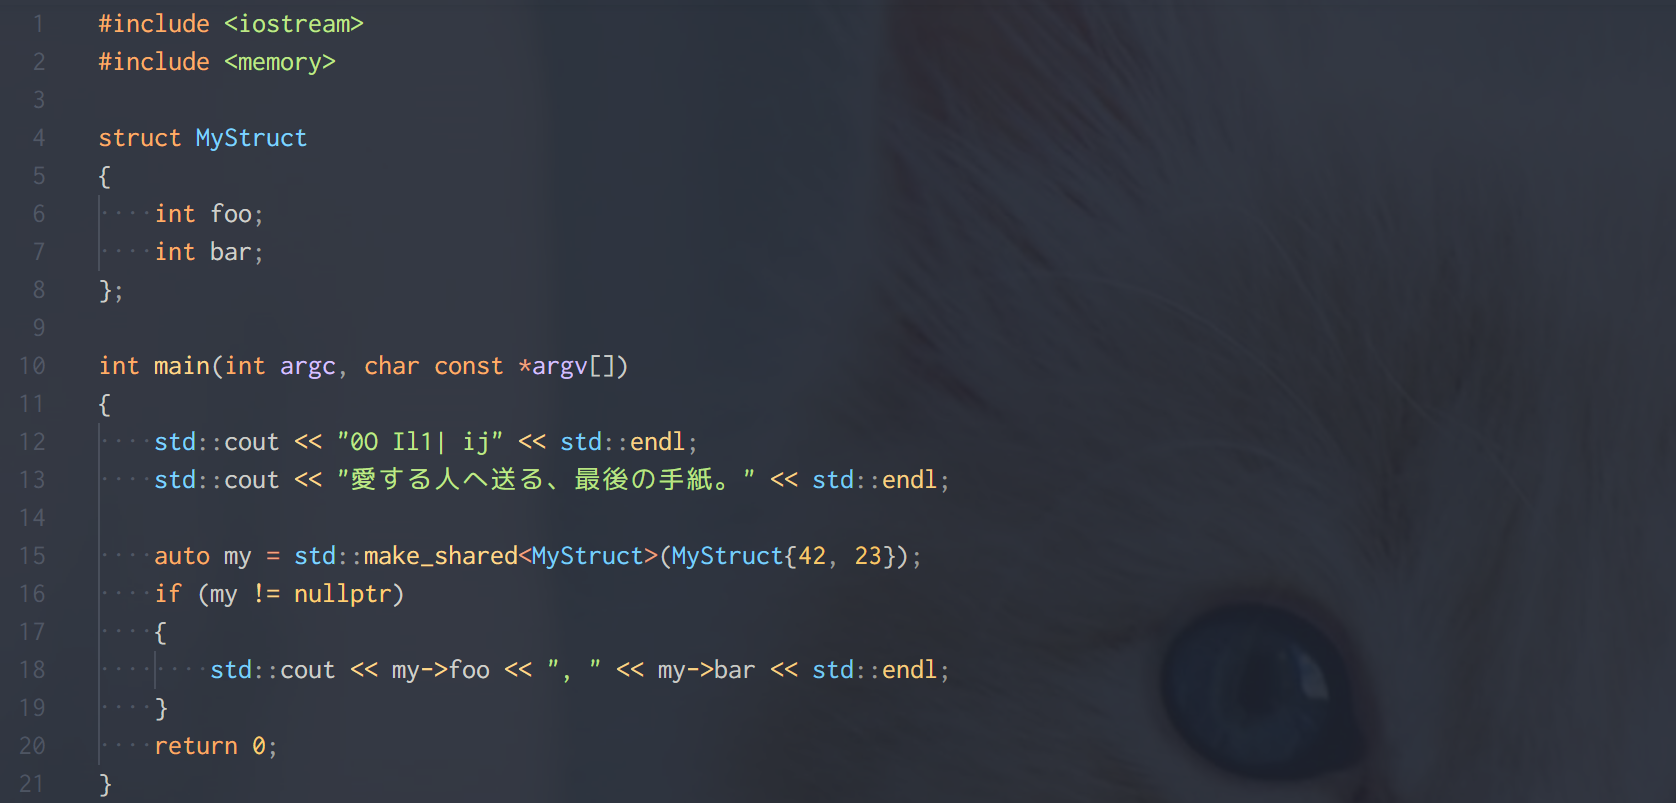 1 #include <iostream>
2 #include <memory>
3
4 struct MyStruct
5 {
6 ····int foo;
7 ····int bar;
8 };
9
10 int main(int argc, char const *argv[])
11 {
12 ····std::cout << "0O Il1| ij" << std::endl;
13 ····std::cout << "愛する人へ送る、最後の手紙。" << std::endl;
14
15 ····auto my = std::make_shared<MyStruct>(MyStruct{42, 23});
16 ····if (my != nullptr)
17 ····{
18 ········std::cout << my->foo << ", " << my->bar << std::endl;
19 ····}
20 ····return 0;
21 }